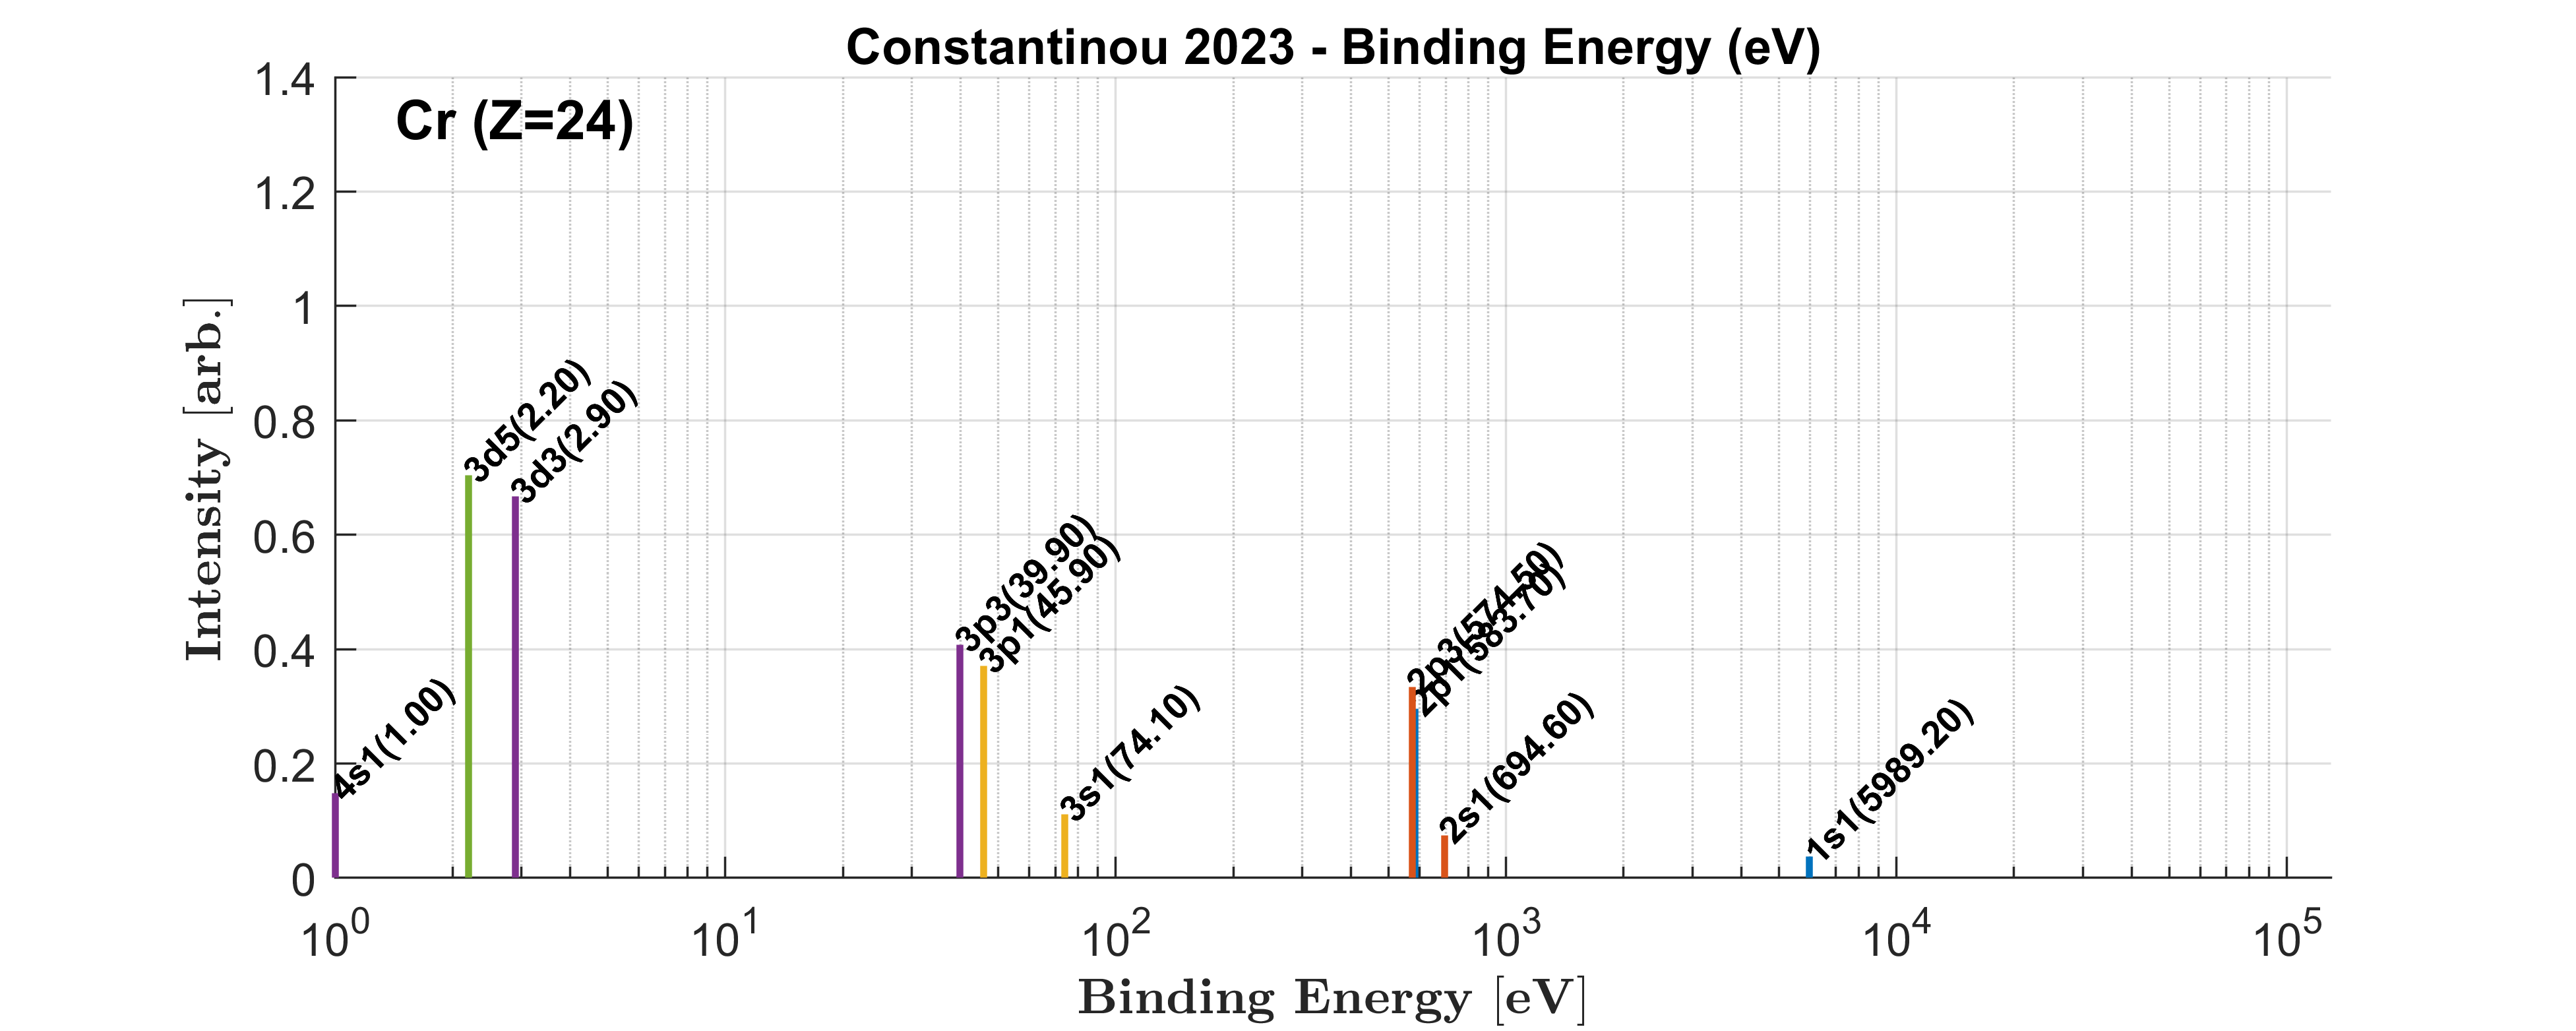 Constantinou 2023 - Binding Energy (eV)
Cr (Z=24)
Intensity [arb.]
1.4
1.2
1
0.8
0.6
0.4
0.2
0
4s1(1.00)
3d5(2.20)
3d3(2.90)
3p3(39.90)
3p1(45.90)
3s1(74.10)
2p3(574.50)
2p1(583.70)
2s1(694.60)
1s1(5989.20)
10^0 10^1 10^2 10^3 10^4 10^5
Binding Energy [eV]